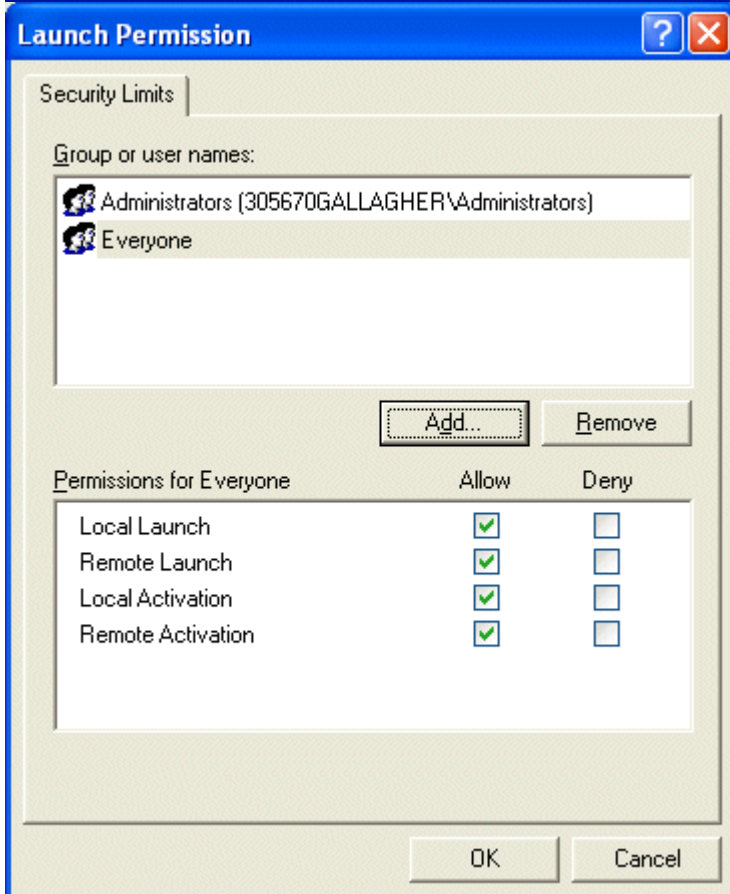 Launch Permission
Security Limits
Group or user names:
Administrators (305670GALLAGHER\Administrators)
Everyone
Add... Remove
Permissions for Everyone Allow Deny
Local Launch
Remote Launch
Local Activation
Remote Activation
OK Cancel